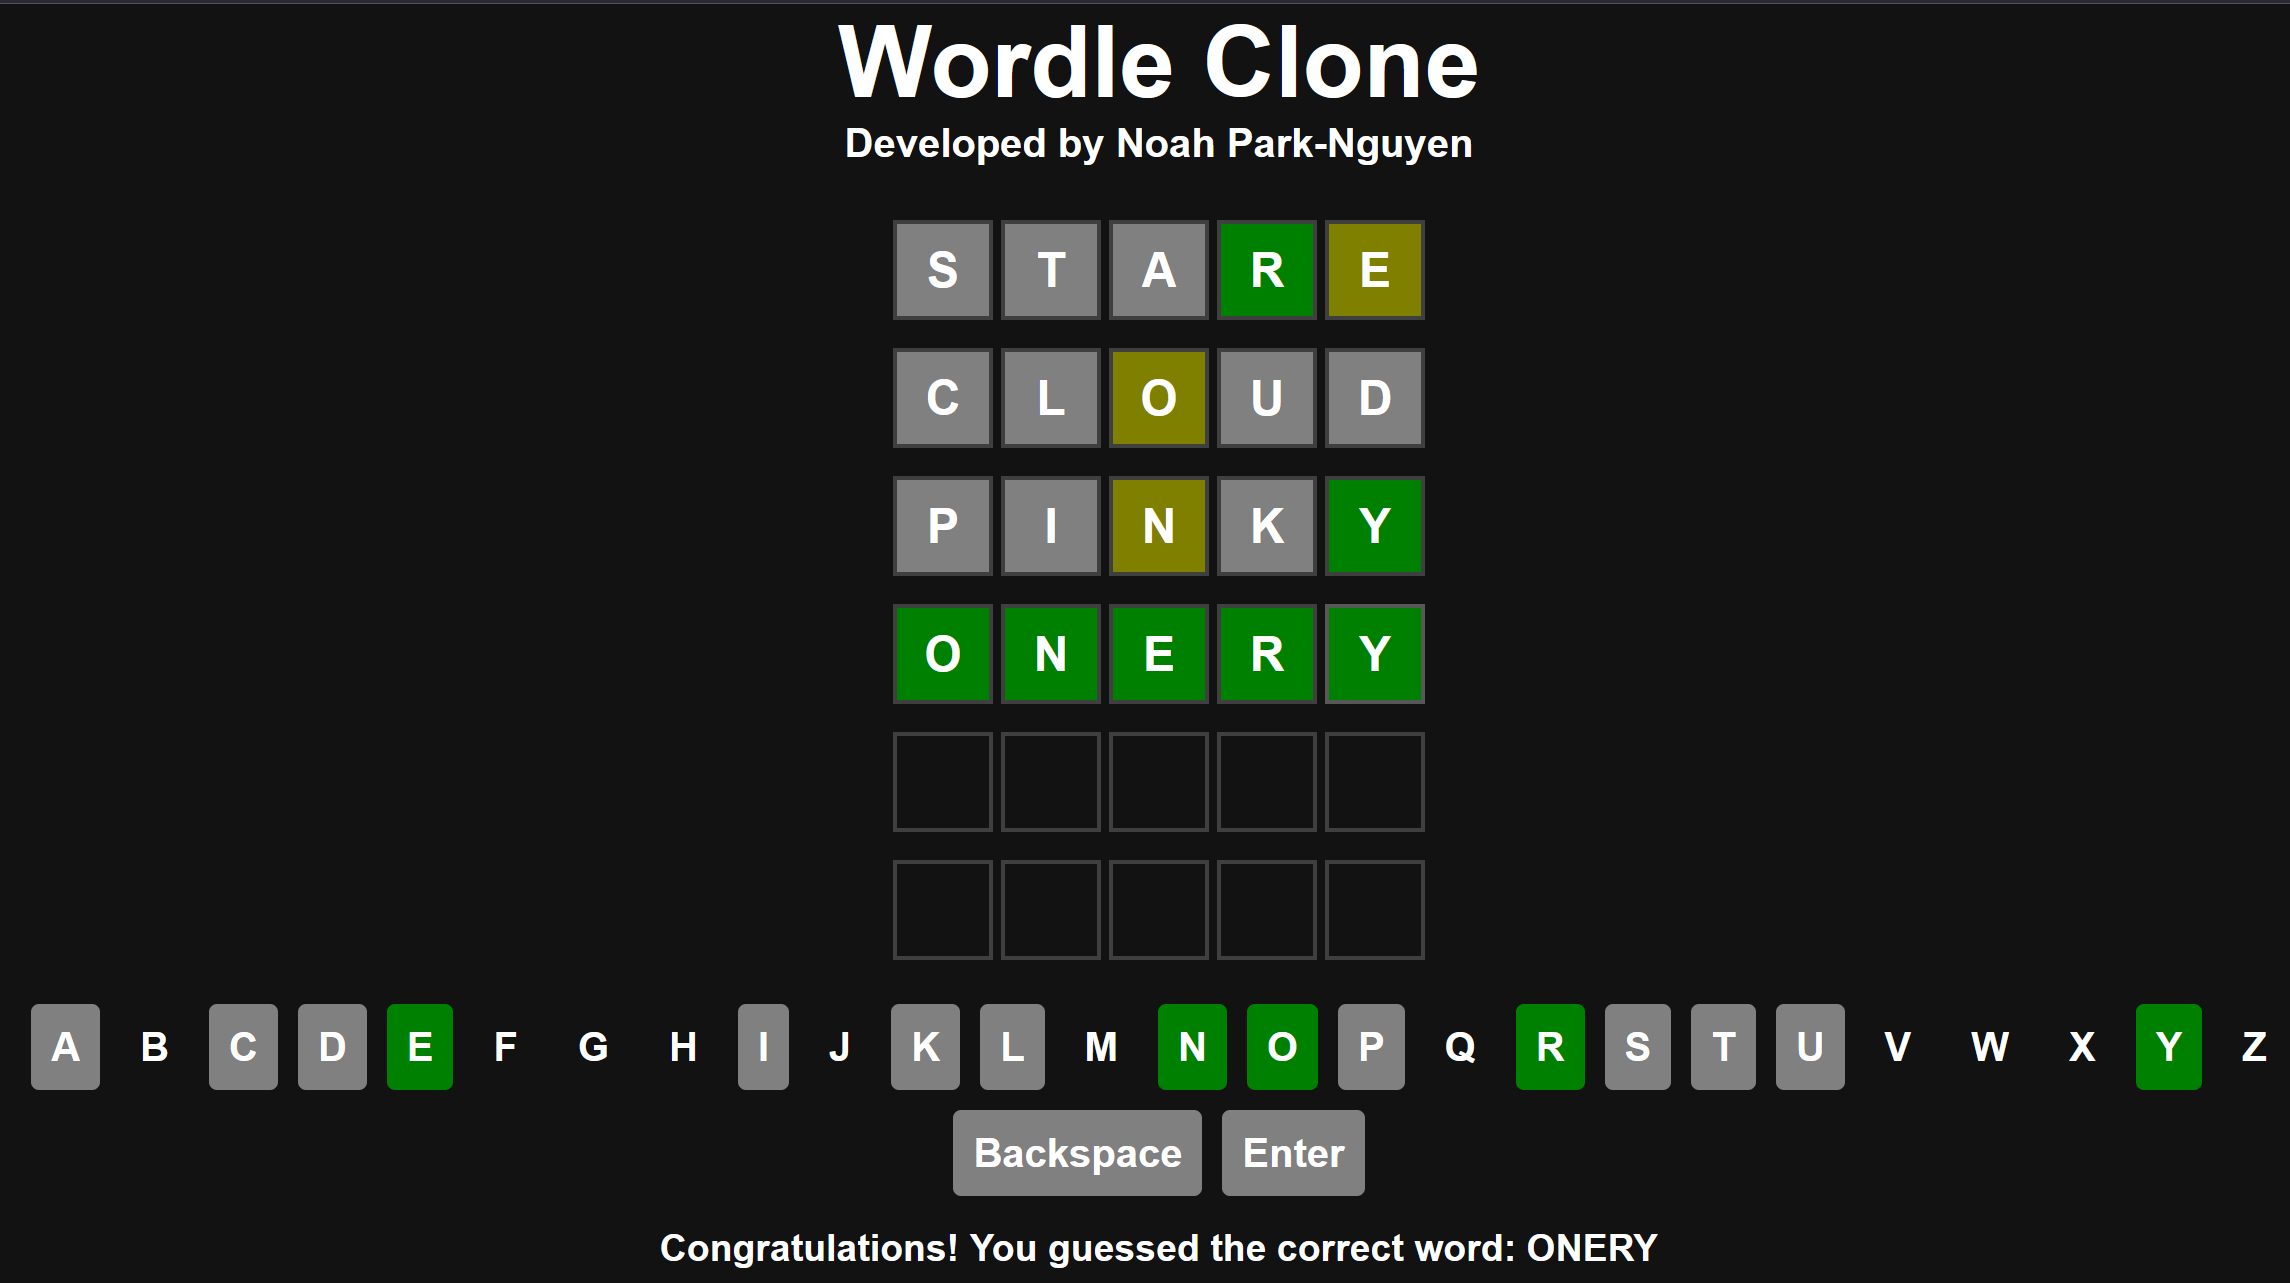 Wordle Clone
Developed by Noah Park-Nguyen
S T A R E
C L O U D
P I N K Y
O N E R Y
A B C D E F G H I J K L M N O P Q R S T U V W X Y Z
Backspace Enter
Congratulations! You guessed the correct word: ONERY